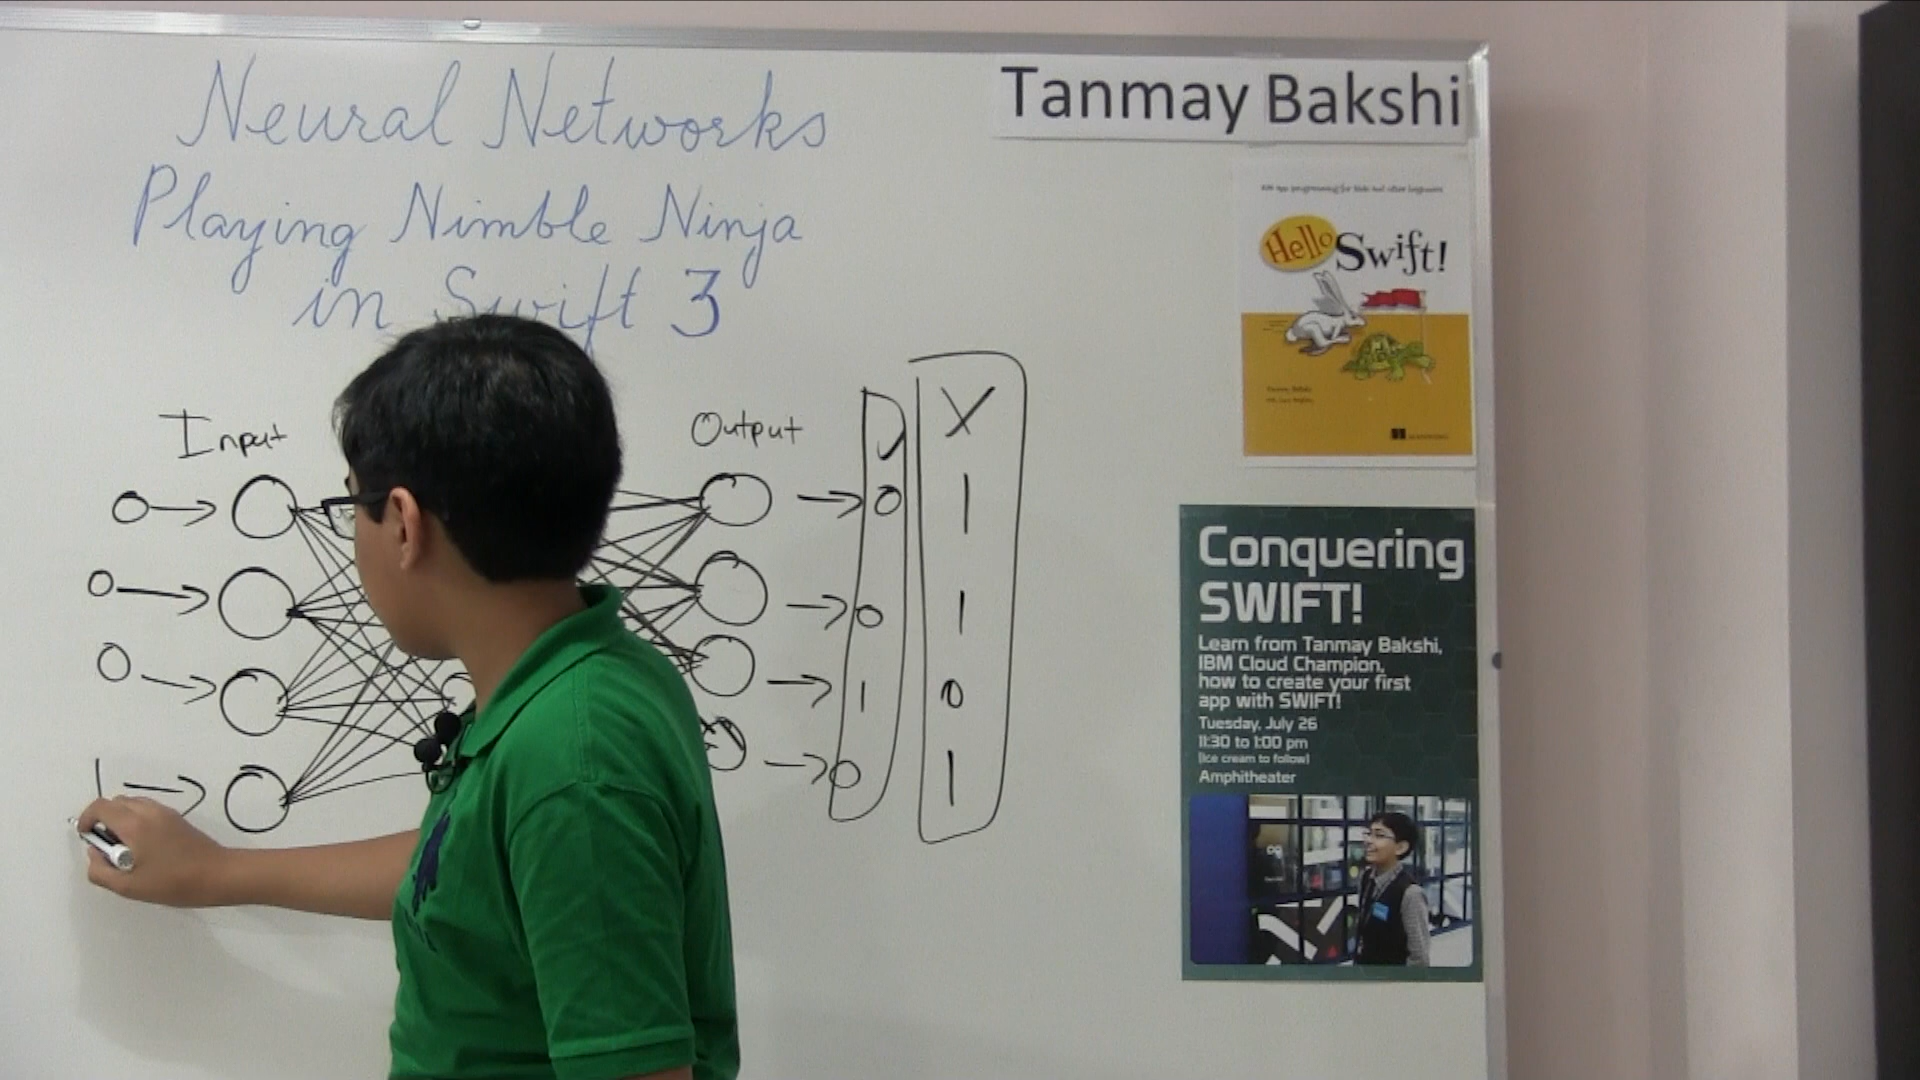 Neural Networks
Playing Nimble Ninja
in Swift 3
Tanmay Bakshi
Hello Swift!
Input
Output
X
0
0
1
0
1
0
0
0
0
1
1
0
1
Conquering
SWIFT!
Learn from Tanmay Bakshi,
IBM Cloud Champion,
how to create your first
app with SWIFT!
Tuesday, July 26
11:30 to 1:00 pm
(Ice cream to follow)
Amphitheater